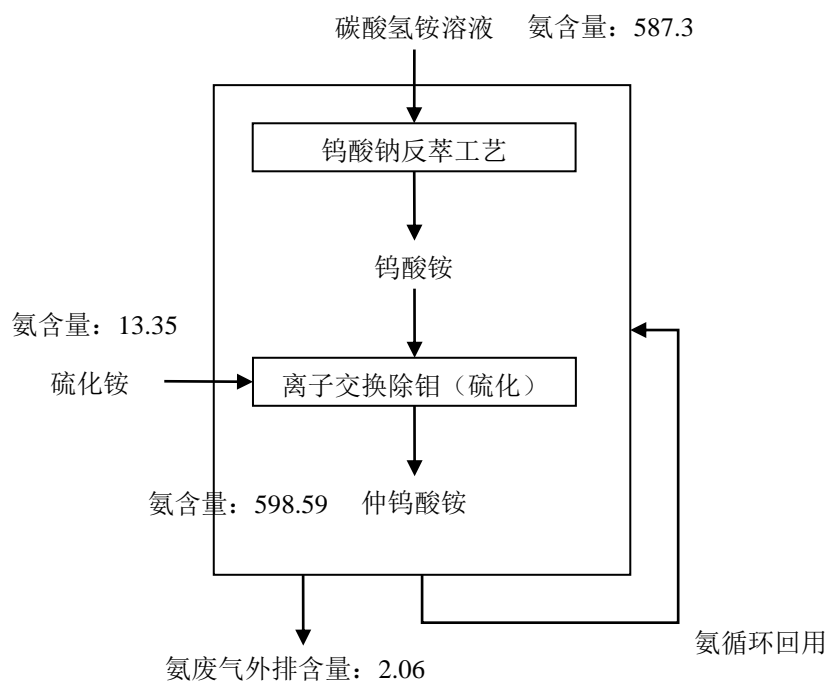 碳酸氢铵溶液 氨含量：587.3
钨酸钠反萃工艺
钨酸铵
氨含量：13.35
硫化铵
离子交换除钼（硫化）
氨含量：598.59 仲钨酸铵
氨循环回用
氨废气外排含量：2.06